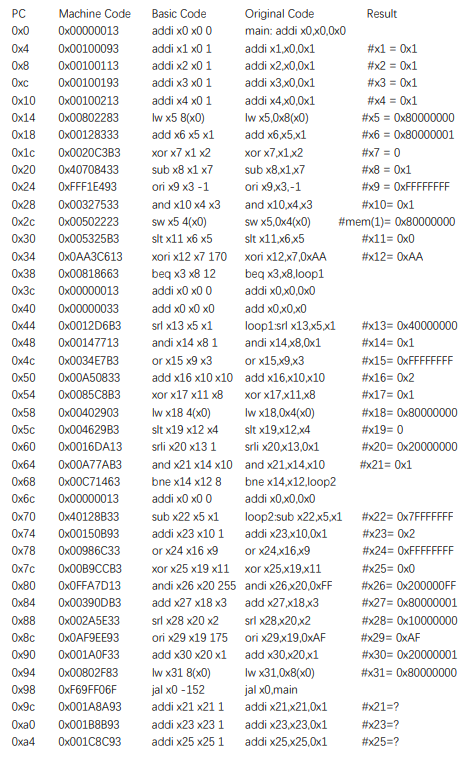 PC Machine Code Basic Code Original Code Result
0x0 0x00000013 addi x0 x0 0 main: addi x0,x0,0x0
0x4 0x00100093 addi x1 x0 1 addi x1,x0,0x1 #x1 = 0x1
0x8 0x00100113 addi x2 x0 1 addi x2,x0,0x1 #x2 = 0x1
0xc 0x00100193 addi x3 x0 1 addi x3,x0,0x1 #x3 = 0x1
0x10 0x00100213 addi x4 x0 1 addi x4,x0,0x1 #x4 = 0x1
0x14 0x00802283 lw x5 8(x0) lw x5,0x8(x0) #x5 = 0x80000000
0x18 0x00128333 add x6 x5 x1 add x6,x5,x1 #x6 = 0x80000001
0x1c 0x0020C3B3 xor x7 x1 x2 xor x7,x1,x2 #x7 = 0
0x20 0x40708433 sub x8 x1 x7 sub x8,x1,x7 #x8 = 0x1
0x24 0xFFF1E493 ori x9 x3 -1 ori x9,x3,-1 #x9 = 0xFFFFFFFF
0x28 0x00327533 and x10 x4 x3 and x10,x4,x3 #x10= 0x1
0x2c 0x00502223 sw x5 4(x0) sw x5,0x4(x0) #mem(1)= 0x80000000
0x30 0x005325B3 slt x11 x6 x5 slt x11,x6,x5 #x11= 0x0
0x34 0x0AA3C613 xori x12 x7 170 xori x12,x7,0xAA #x12= 0xAA
0x38 0x00818663 beq x3 x8 12 beq x3,x8,loop1
0x3c 0x00000013 addi x0 x0 0 addi x0,x0,0x0
0x40 0x00000033 add x0 x0 x0 add x0,x0,x0
0x44 0x0012D6B3 srl x13 x5 x1 loop1:srl x13,x5,x1 #x13= 0x40000000
0x48 0x00147713 andi x14 x8 1 andi x14,x8,0x1 #x14= 0x1
0x4c 0x0034E7B3 or x15 x9 x3 or x15,x9,x3 #x15= 0xFFFFFFFF
0x50 0x00A50833 add x16 x10 x10 add x16,x10,x10 #x16= 0x2
0x54 0x0085C8B3 xor x17 x11 x8 xor x17,x11,x8 #x17= 0x1
0x58 0x00402903 lw x18 4(x0) lw x18,0x4(x0) #x18= 0x80000000
0x5c 0x004629B3 slt x19 x12 x4 slt x19,x12,x4 #x19= 0
0x60 0x0016DA13 srli x20 x13 1 srli x20,x13,0x1 #x20= 0x20000000
0x64 0x00A77AB3 and x21 x14 x10 and x21,x14,x10 #x21= 0x1
0x68 0x00C71463 bne x14 x12 8 bne x14,x12,loop2
0x6c 0x00000013 addi x0 x0 0 addi x0,x0,0x0
0x70 0x40128B33 sub x22 x5 x1 loop2:sub x22,x5,x1 #x22= 0x7FFFFFFF
0x74 0x00150B93 addi x23 x10 1 addi x23,x10,0x1 #x23= 0x2
0x78 0x00986C33 or x24 x16 x9 or x24,x16,x9 #x24= 0xFFFFFFFF
0x7c 0x00B9CCB3 xor x25 x19 x11 xor x25,x19,x11 #x25= 0x0
0x80 0x0FFA7D13 andi x26 x20 255 andi x26,x20,0xFF #x26= 0x200000FF
0x84 0x00390DB3 add x27 x18 x3 add x27,x18,x3 #x27= 0x80000001
0x88 0x002A5E33 srl x28 x20 x2 srl x28,x20,x2 #x28= 0x10000000
0x8c 0x0AF9EE93 ori x29 x19 175 ori x29,x19,0xAF #x29= 0xAF
0x90 0x001A0F33 add x30 x20 x1 add x30,x20,x1 #x30= 0x20000001
0x94 0x00802F83 lw x31 8(x0) lw x31,0x8(x0) #x31= 0x80000000
0x98 0xF69FF06F jal x0 -152 jal x0,main
0x9c 0x001A8A93 addi x21 x21 1 addi x21,x21,0x1 #x21=?
0xa0 0x001B8B93 addi x23 x23 1 addi x23,x23,0x1 #x23=?
0xa4 0x001C8C93 addi x25 x25 1 addi x25,x25,0x1 #x25=?